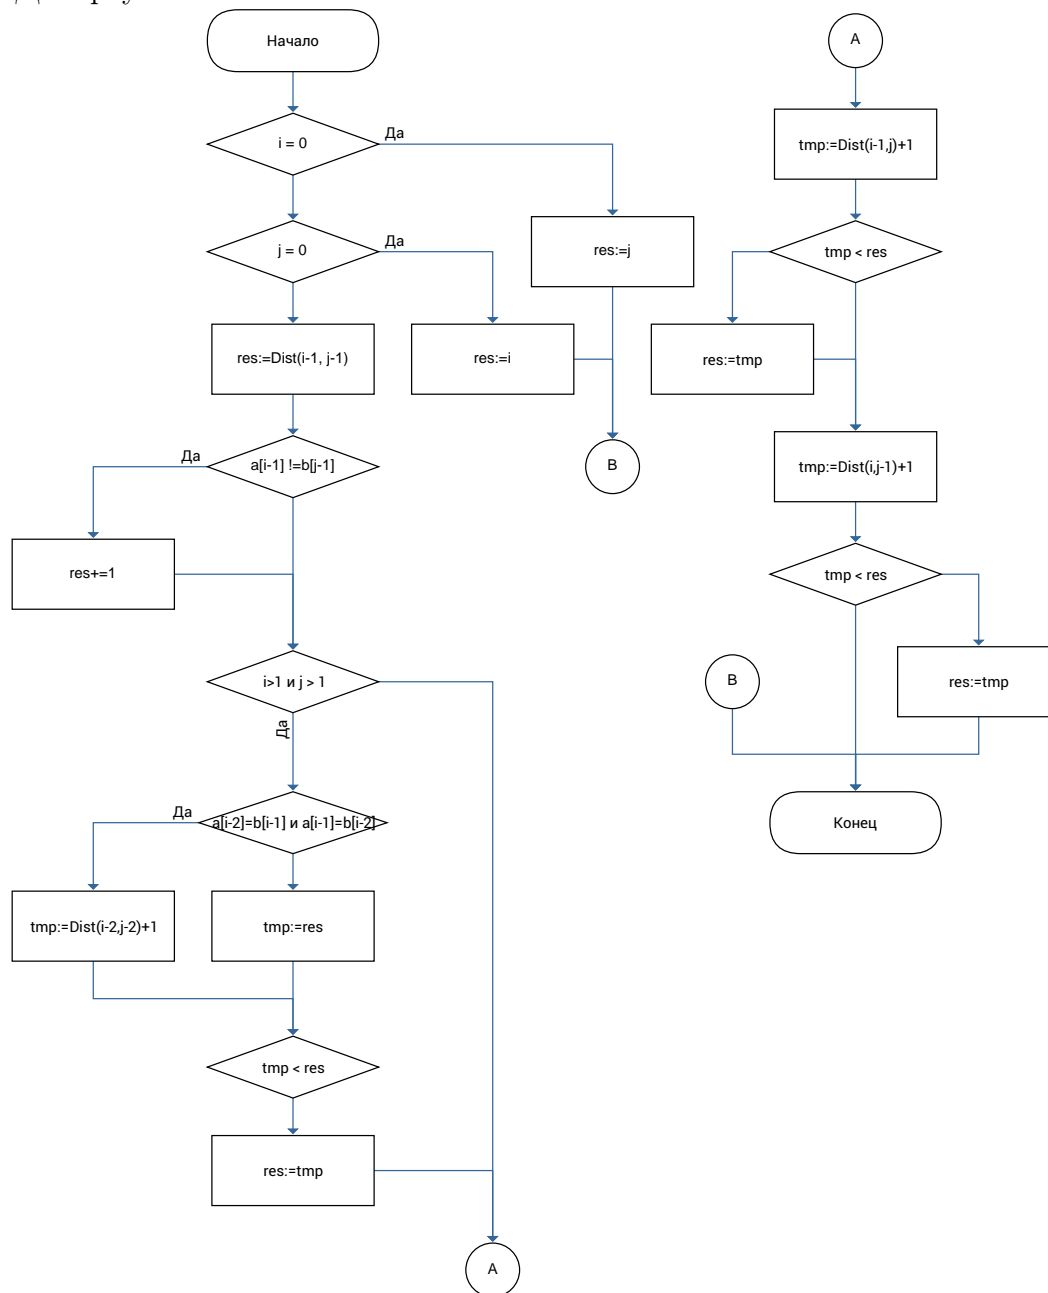 Начало
i = 0
Да
j = 0
Да
res:=j
res:=Dist(i-1, j-1)
res:=i
a[i-1] !=b[j-1]
Да
B
res+=1
i>1 и j > 1
Да
a[i-2]=b[i-1] и a[i-1]=b[i-2]
Да
tmp:=Dist(i-2,j-2)+1
tmp:=res
tmp < res
res:=tmp
A
A
tmp:=Dist(i-1,j)+1
tmp < res
res:=tmp
tmp:=Dist(i,j-1)+1
tmp < res
res:=tmp
B
Конец